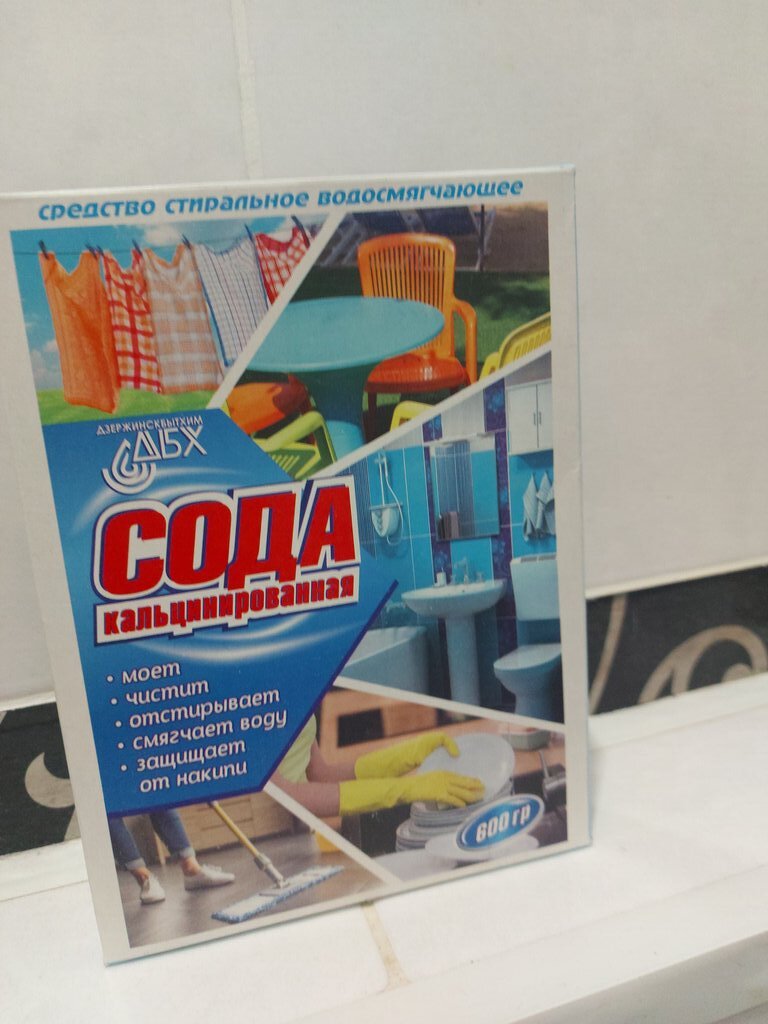 средство стиральное водосмягчающее
ДЗЕРЖИНСКБЫТХИМ
ДБХ
СОДА
кальцинированная
• моет
• чистит
• отстирывает
• смягчает воду
• защищает
от накипи
600 гр